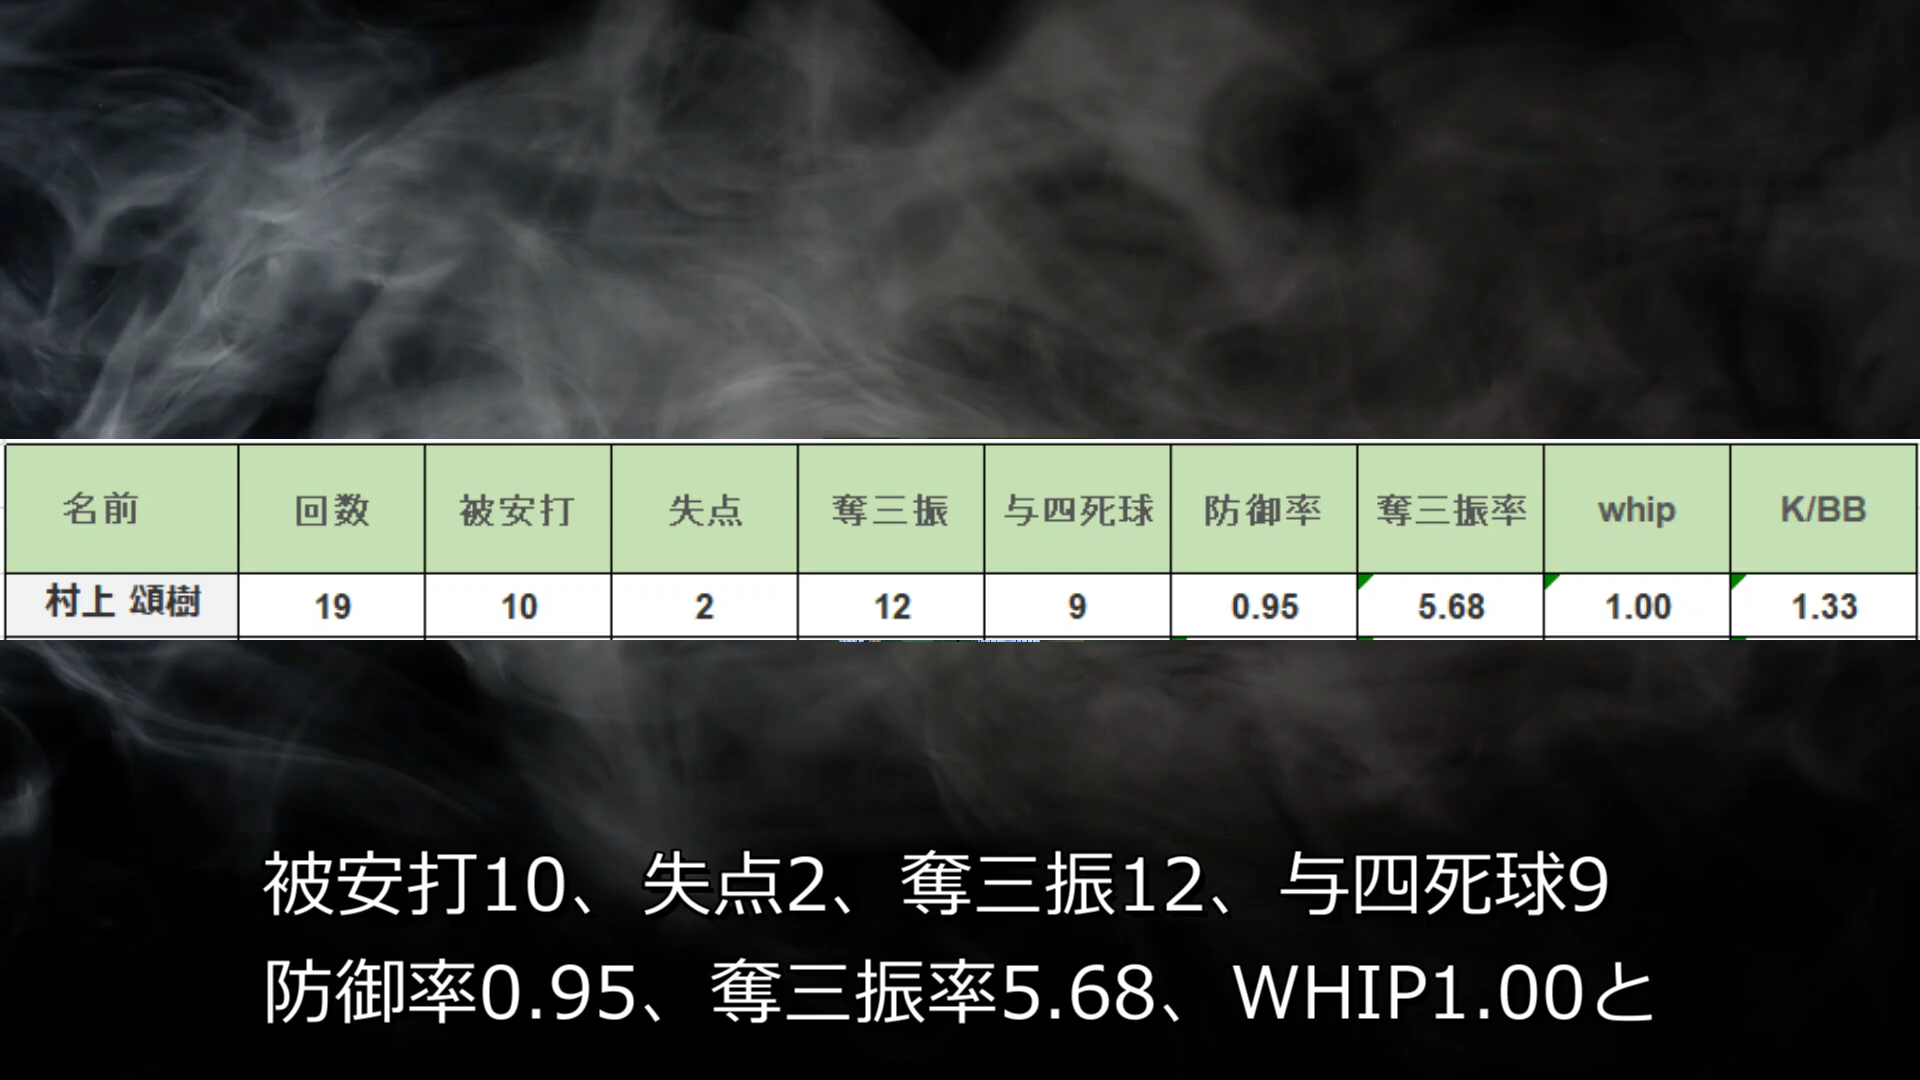 名前 回数 被安打 失点 奪三振 与四死球 防御率 奪三振率 whip K/BB
村上 頌樹 19 10 2 12 9 0.95 5.68 1.00 1.33
被安打10、失点2、奪三振12、与四死球9
防御率0.95、奪三振率5.68、WHIP1.00と